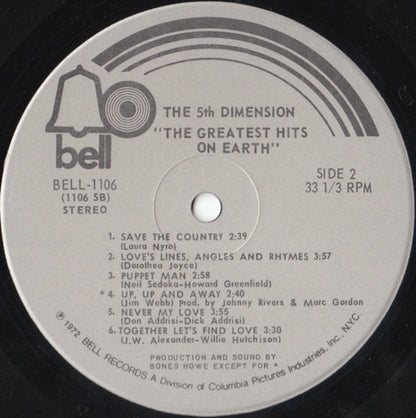 bell
THE 5th DIMENSION
"THE GREATEST HITS
ON EARTH"
BELL-1106
(1106 SB)
STEREO
SIDE 2
33 1/3 RPM
1. SAVE THE COUNTRY 2:39
(Laura Nyro)
2. LOVE'S LINES, ANGLES AND RHYMES 3:57
(Dorothea Joyce)
3. PUPPET MAN 2:58
(Neil Sedaka-Howard Greenfield)
*4. UP, UP AND AWAY 2:40
(Jim Webb) Prod. by Johnny Rivers & Marc Gordon
5. NEVER MY LOVE 3:55
(Don Addrisi-Dick Addrisi)
6. TOGETHER LET'S FIND LOVE 3:30
(J.W. Alexander-Willie Hutchison)
PRODUCTION AND SOUND BY
BONES HOWE EXCEPT FOR *
℗ 1972 BELL RECORDS A Division of Columbia Pictures Industries, Inc., N.Y.C.